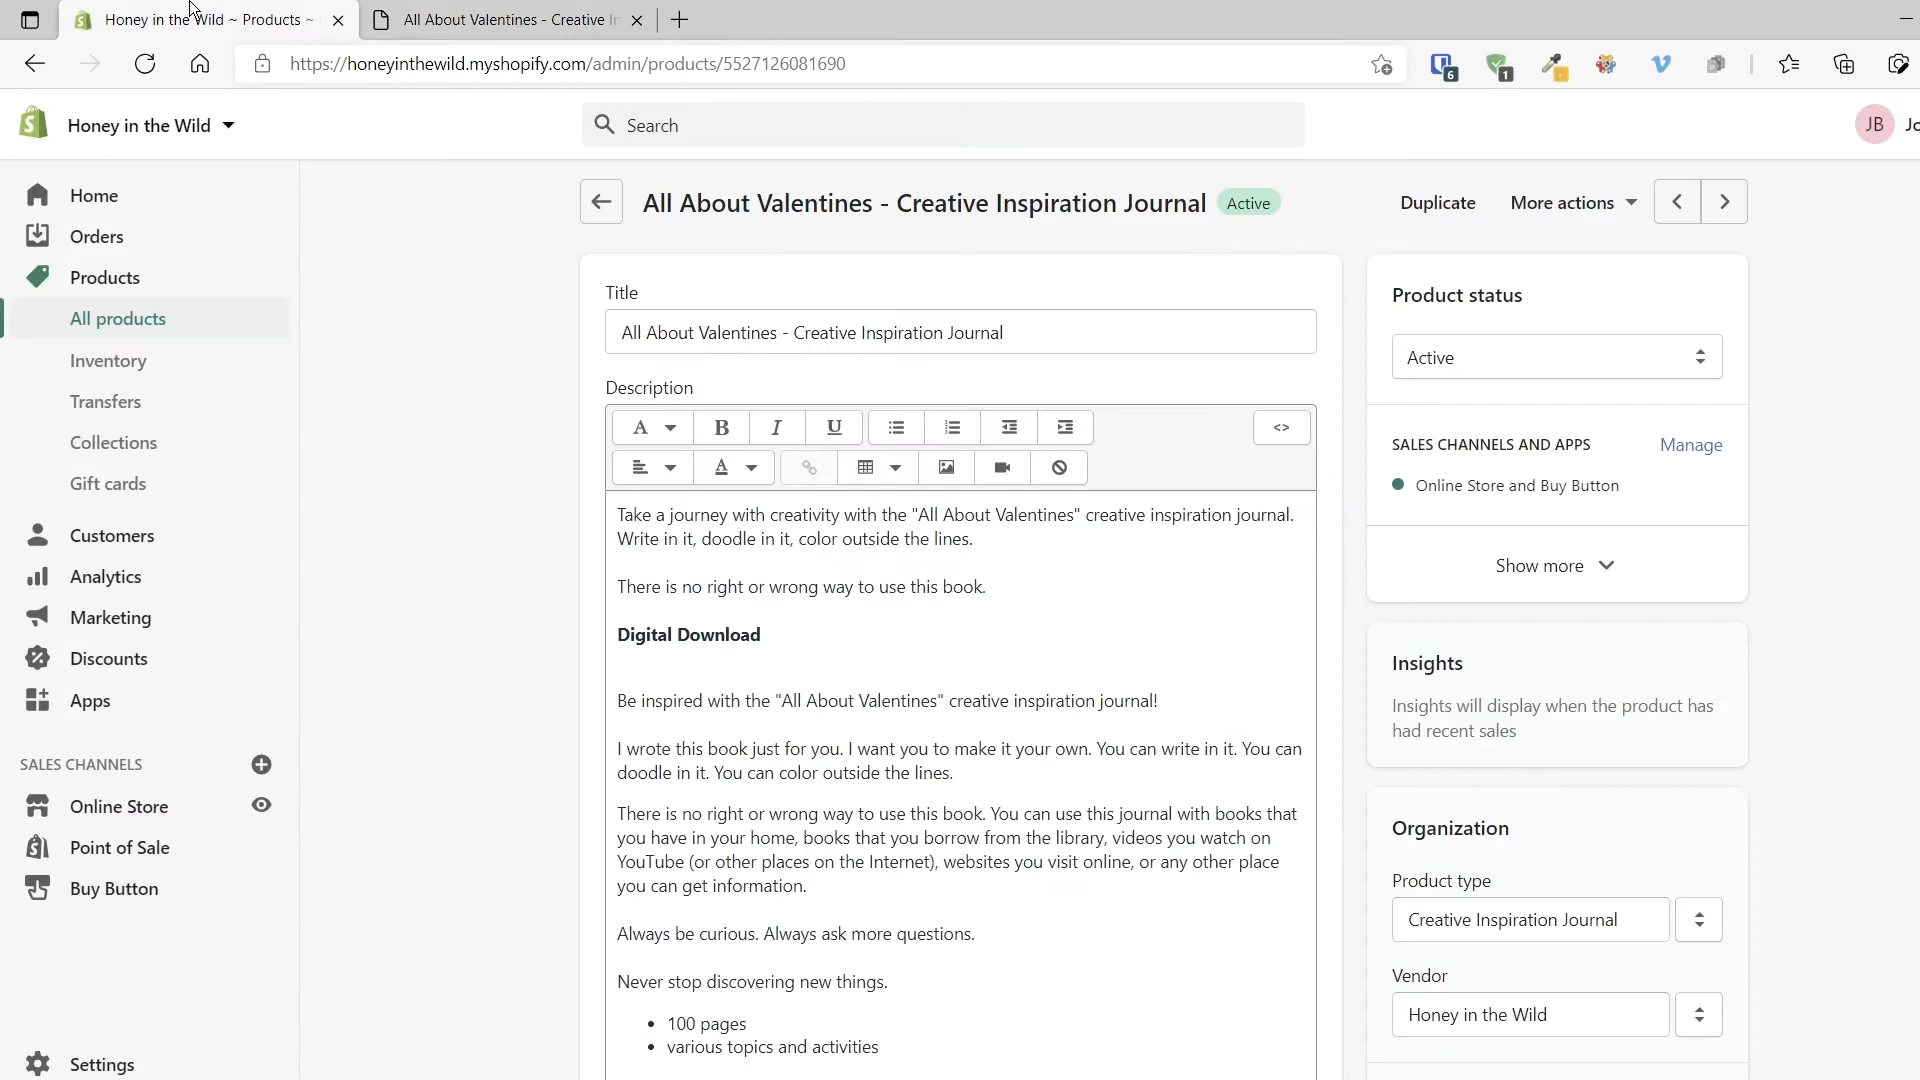 Honey in the Wild ~ Products ~
All About Valentines - Creative In
https://honeyinthewild.myshopify.com/admin/products/5527126081690
6
1
Honey in the Wild
Search
JB
Jo
Home
Orders
Products
All products
Inventory
Transfers
Collections
Gift cards
Customers
Analytics
Marketing
Discounts
Apps
SALES CHANNELS
Online Store
Point of Sale
Buy Button
Settings
All About Valentines - Creative Inspiration Journal
Active
Duplicate
More actions
Title
All About Valentines - Creative Inspiration Journal
Description
A
B
I
U
<>
A
Take a journey with creativity with the "All About Valentines" creative inspiration journal.
Write in it, doodle in it, color outside the lines.
There is no right or wrong way to use this book.
Digital Download
Be inspired with the "All About Valentines" creative inspiration journal!
I wrote this book just for you. I want you to make it your own. You can write in it. You can
doodle in it. You can color outside the lines.
There is no right or wrong way to use this book. You can use this journal with books that
you have in your home, books that you borrow from the library, videos you watch on
YouTube (or other places on the Internet), websites you visit online, or any other place
you can get information.
Always be curious. Always ask more questions.
Never stop discovering new things.
• 100 pages
• various topics and activities
Product status
Active
SALES CHANNELS AND APPS
Manage
Online Store and Buy Button
Show more
Insights
Insights will display when the product has
had recent sales
Organization
Product type
Creative Inspiration Journal
Vendor
Honey in the Wild